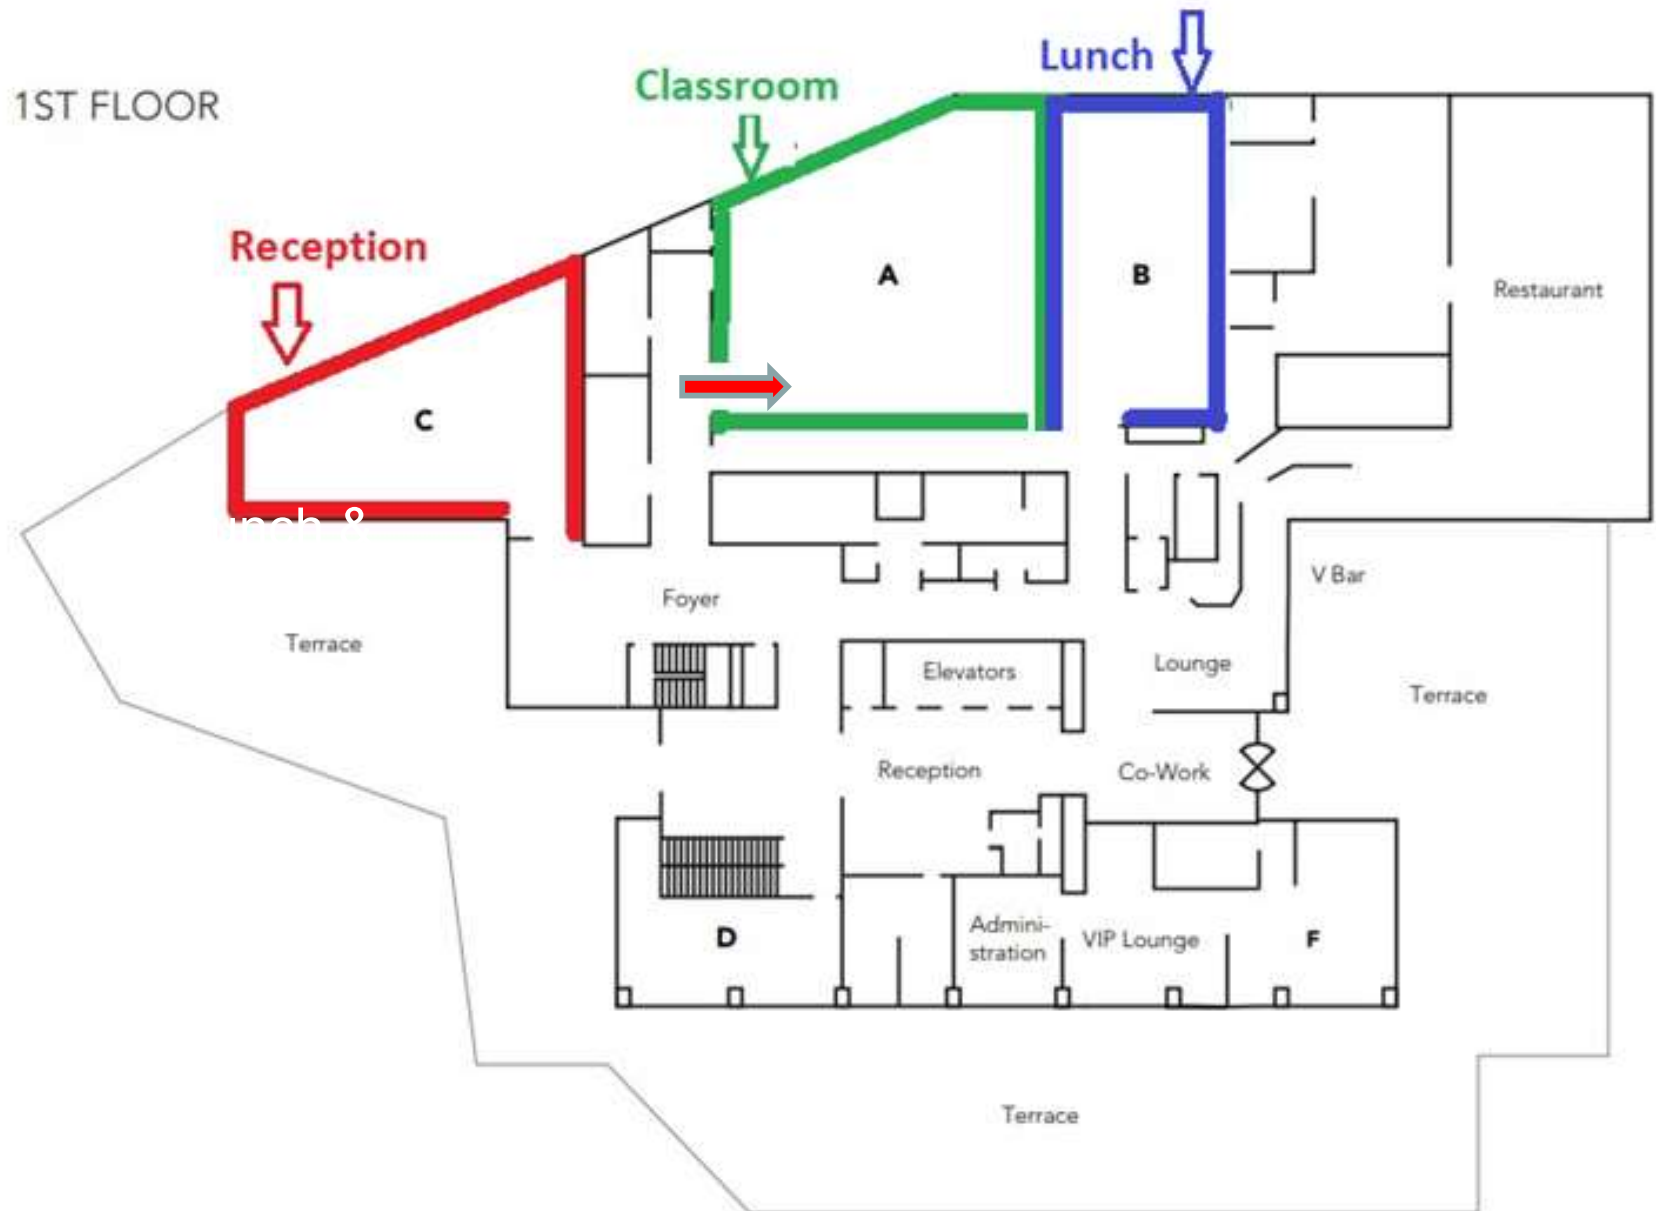 Lunch
Classroom
1ST FLOOR
Reception
A
B
Restaurant
C
&
V Bar
Foyer
Terrace
Elevators
Lounge
Terrace
Reception
Co-Work
D
Admini-
stration
VIP Lounge
F
Terrace